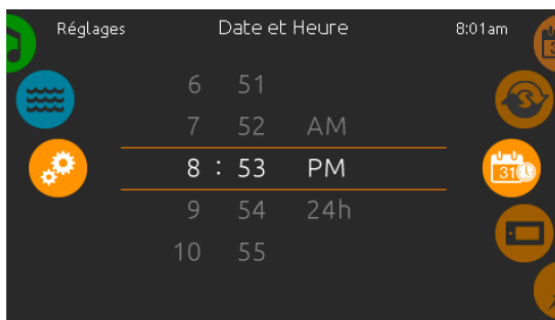 Réglages Date et Heure 8:01am
6 51
7 52 AM
8 : 53 PM
9 54 24h
10 55
31